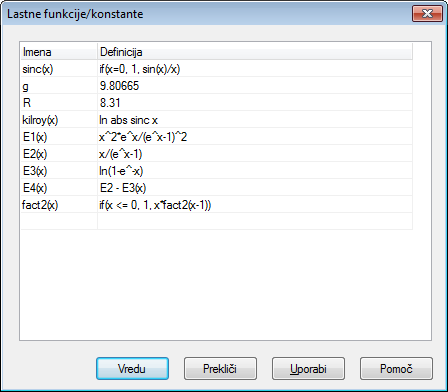 Lastne funkcije/konstante
Imena Definicija
sinc(x) if(x=0, 1, sin(x)/x)
g 9.80665
R 8.31
kilroy(x) ln abs sinc x
E1(x) x^2*e^x/(e^x-1)^2
E2(x) x/(e^x-1)
E3(x) ln(1-e^-x)
E4(x) E2 - E3(x)
fact2(x) if(x <= 0, 1, x*fact2(x-1))
Vredu Prekliči Uporabi Pomoč